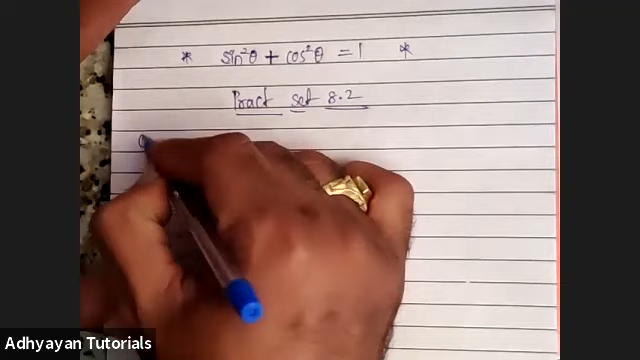 * sin²θ + cos²θ = 1 *
Pract set 8.2
Adhyayan Tutorials